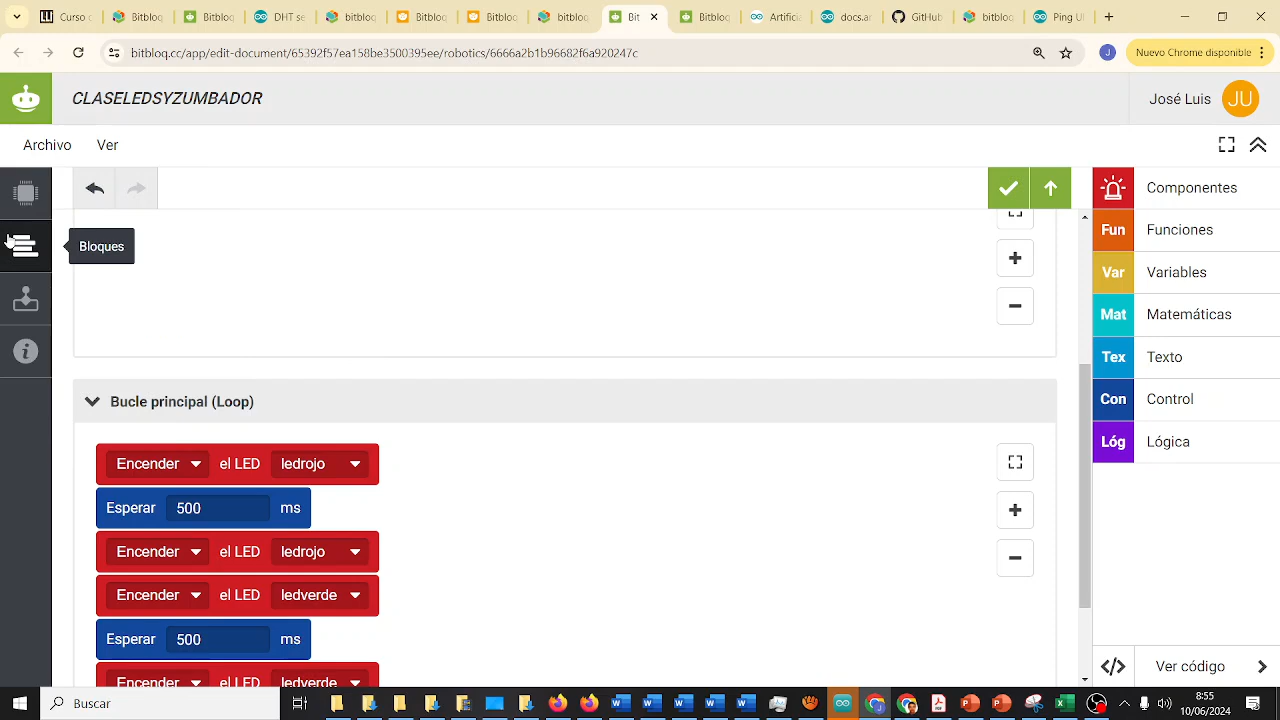 Curso c
bitbloq
Bitbloq
DHT se
bitbloq
Bitbloq
Bitbloq
bitbloq
Bit
Bitbloq
Artificia
docs.ar
GitHub
bitbloq
Ping Ul
bitbloq.cc/app/edit-document/65392f57ea158be3500395ee/robotics/6666a2b1b96682f6a920247c
J
Nuevo Chrome disponible
CLASELEDSYZUMBADOR
José Luis
JU
Archivo
Ver
Bloques
Componentes
Fun
Funciones
Var
Variables
Mat
Matemáticas
Tex
Texto
Con
Control
Lóg
Lógica
Bucle principal (Loop)
Encender el LED ledrojo
Esperar 500 ms
Encender el LED ledrojo
Encender el LED ledverde
Esperar 500 ms
Encender el LED ledverde
</> Ver código
Buscar
8:55
10/06/2024